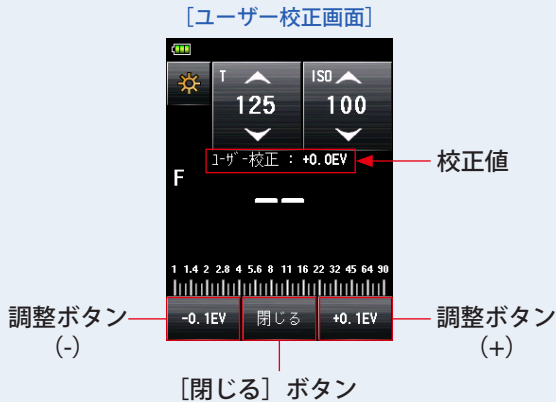 ［ユーザー校正画面］
T
ISO
125
100
ﾕｰｻﾞｰ校正 : +0.0EV
校正値
F
--
1 1.4 2 2.8 4 5.6 8 11 16 22 32 45 64 90
調整ボタン
(-)
-0.1EV
閉じる
+0.1EV
調整ボタン
(+)
［閉じる］ボタン